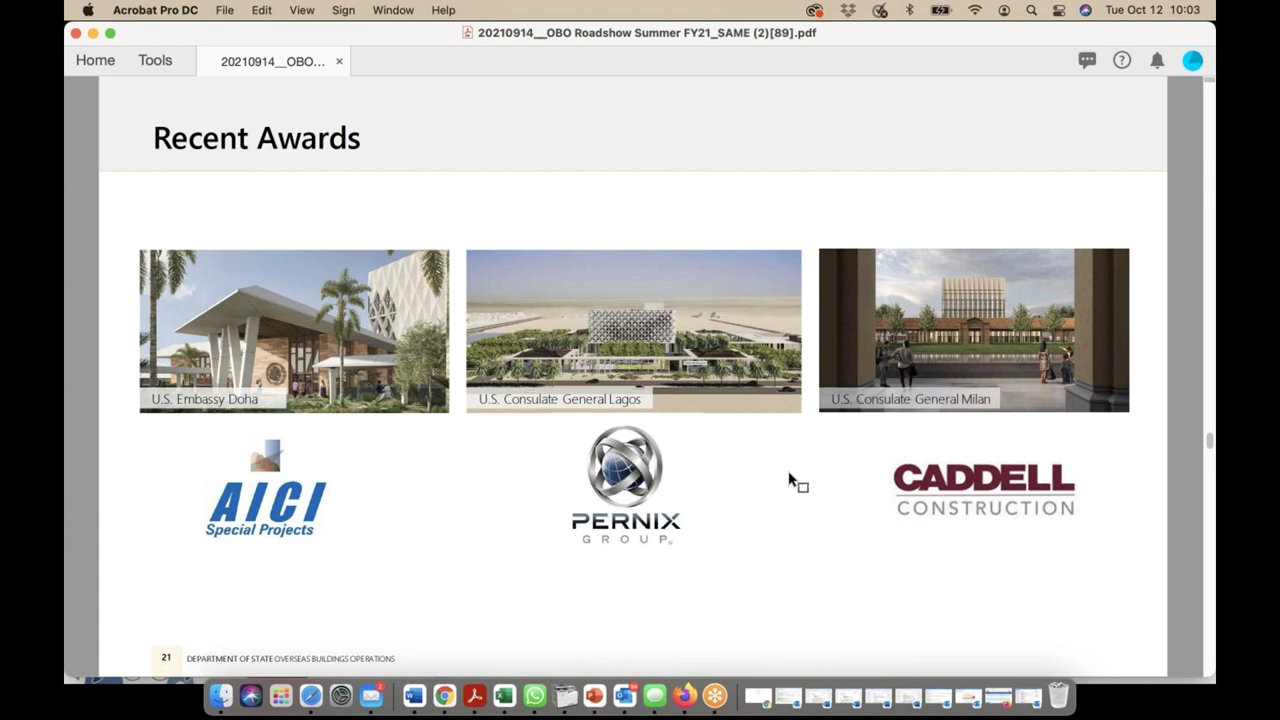 Acrobat Pro DC File Edit View Sign Window Help Tue Oct 12 10:03
20210914__OBO Roadshow Summer FY21_SAME (2)[89].pdf
Home Tools 20210914__OBO... ×
Recent Awards
U.S. Embassy Doha
U.S. Consulate General Lagos
U.S. Consulate General Milan
AICI
Special Projects
PERNIX
GROUP®
CADDELL
CONSTRUCTION
21 DEPARTMENT OF STATE OVERSEAS BUILDINGS OPERATIONS